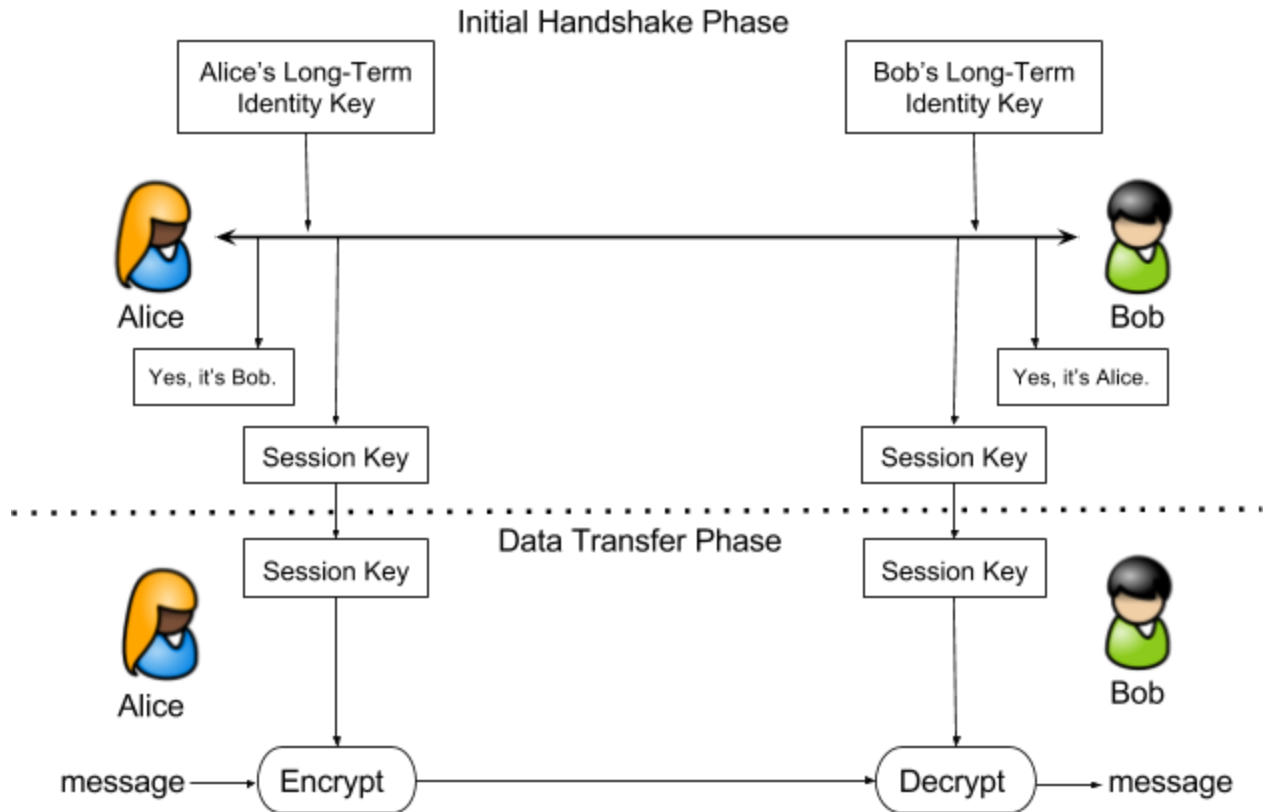 Initial Handshake Phase
Alice's Long-Term
Identity Key
Bob's Long-Term
Identity Key
Alice
Bob
Yes, it's Bob.
Yes, it's Alice.
Session Key
Session Key
Data Transfer Phase
Session Key
Session Key
Alice
Bob
message
Encrypt
Decrypt
message